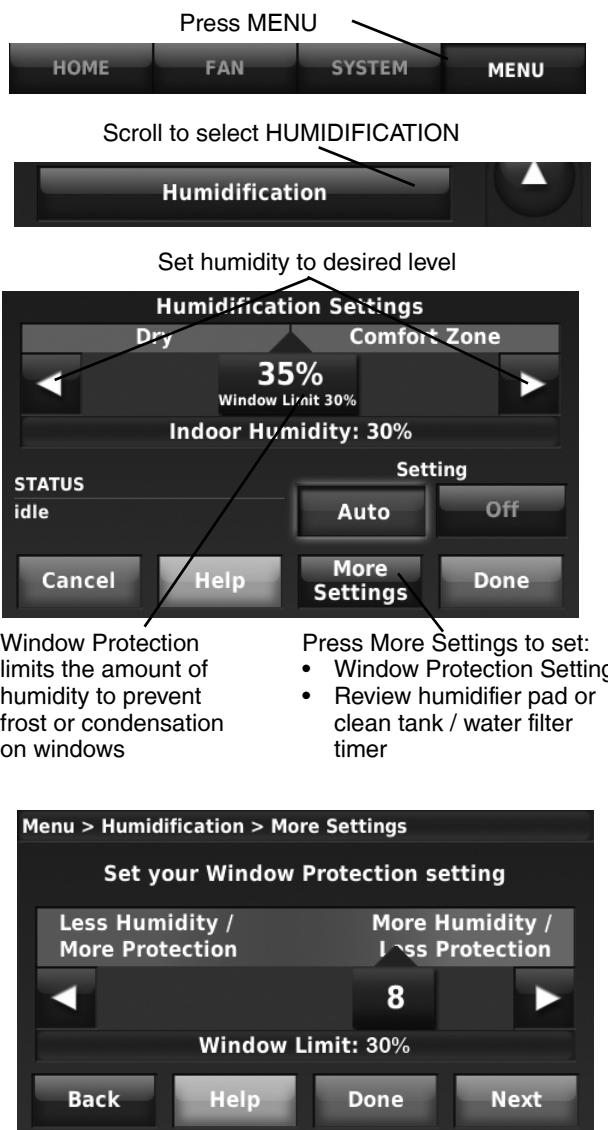 Press MENU
HOME FAN SYSTEM MENU
Scroll to select HUMIDIFICATION
Humidification
Set humidity to desired level
Humidification Settings
Dry Comfort Zone
35%
Window Limit 30%
Indoor Humidity: 30%
Setting
STATUS
idle
Auto Off
Cancel Help More Settings Done
Window Protection
limits the amount of
humidity to prevent
frost or condensation
on windows
Press More Settings to set:
• Window Protection Setting
• Review humidifier pad or
clean tank / water filter
timer
Menu > Humidification > More Settings
Set your Window Protection setting
Less Humidity /
More Protection
More Humidity /
Less Protection
8
Window Limit: 30%
Back Help Done Next